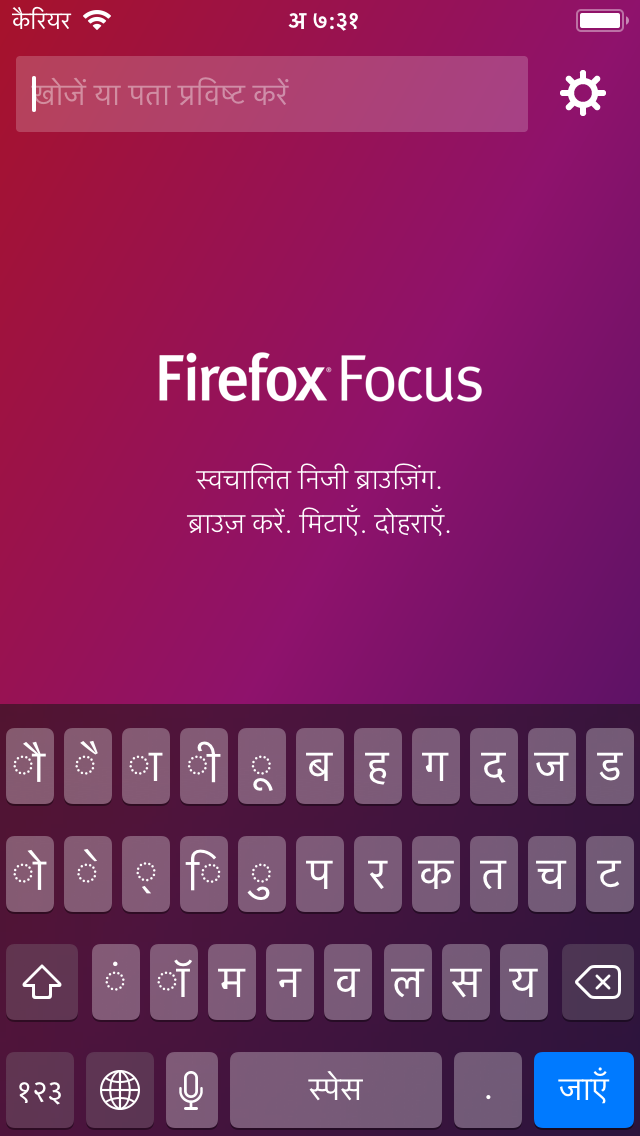 कैरियर
अ ७:३१
खोजें या पता प्रविष्ट करें
Firefox® Focus
स्वचालित निजी ब्राउज़िंग.
ब्राउज़ करें. मिटाएँ. दोहराएँ.
ौ ै ा ी ू ब ह ग द ज ड
ो े ् ि ु प र क त च ट
ं ॉ म न व ल स य
१२३ स्पेस . जाएँ